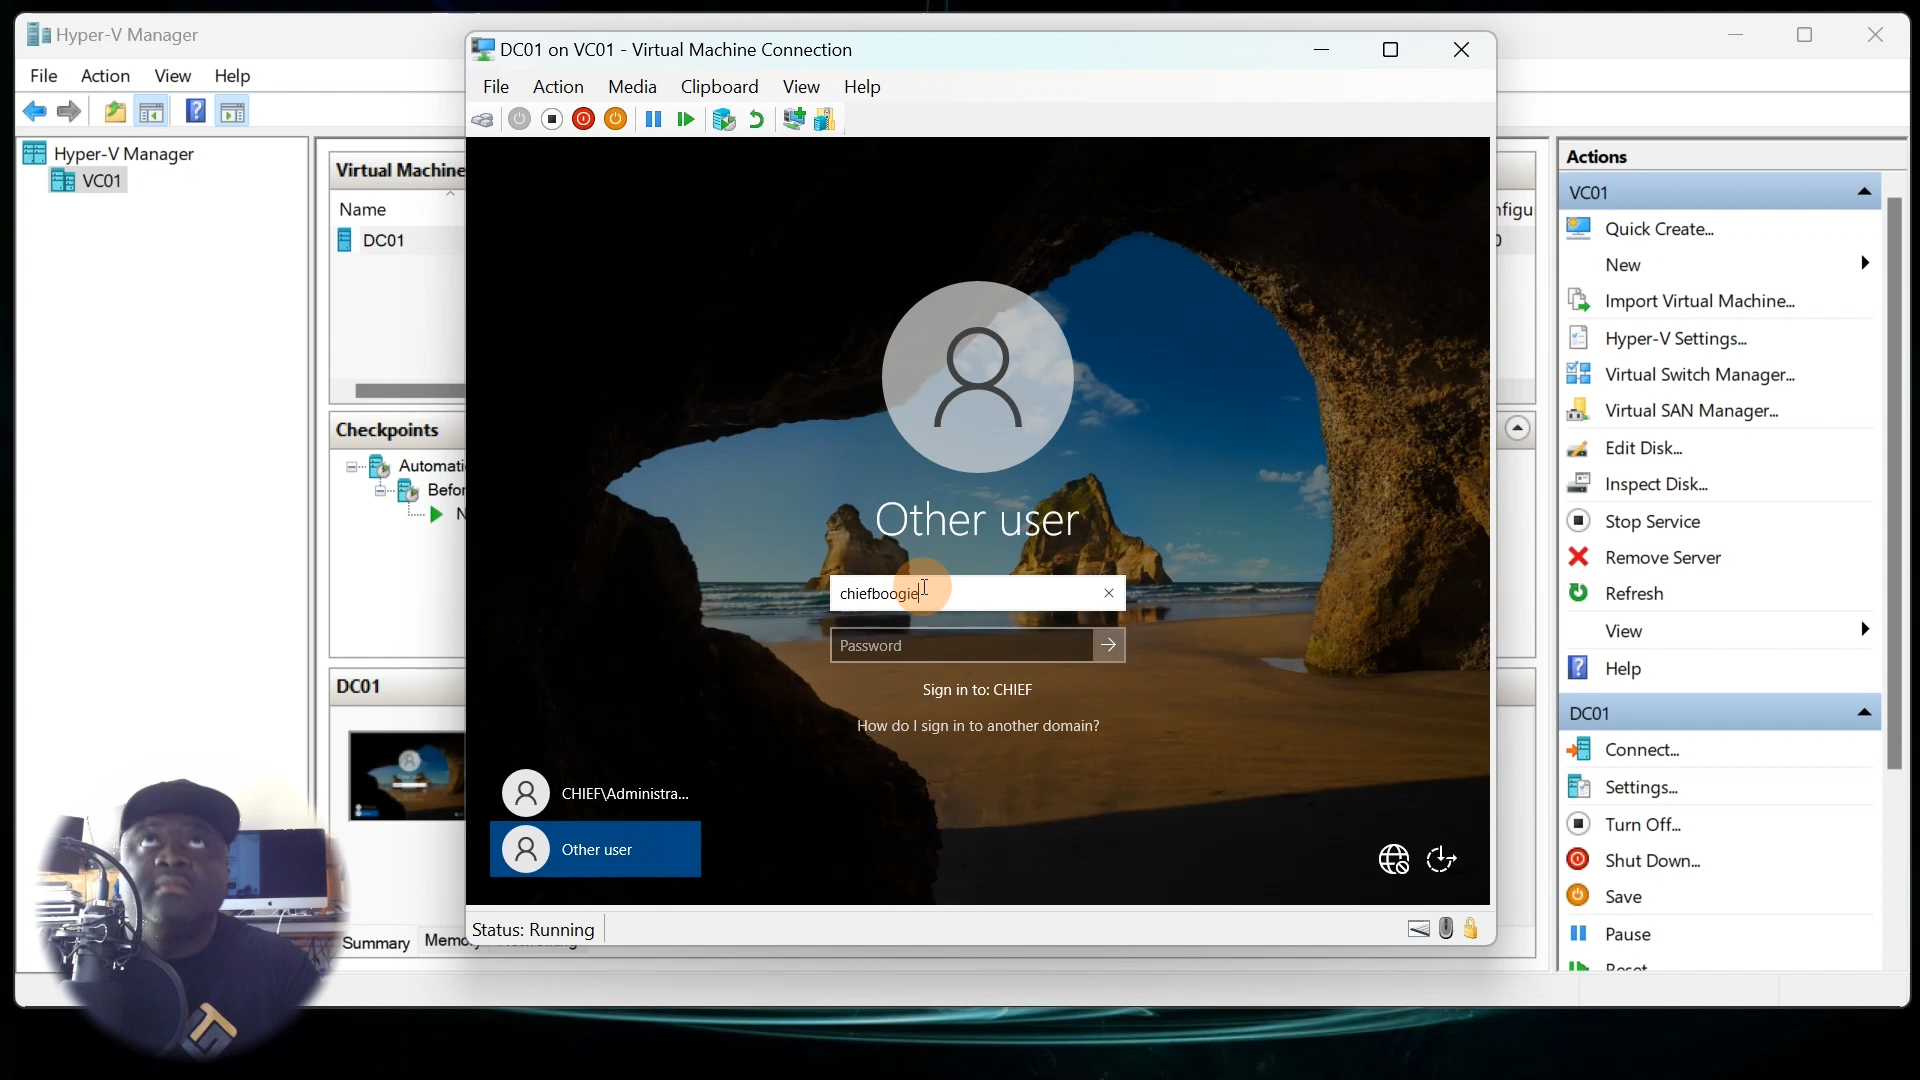 Hyper-V Manager
File Action View Help
Hyper-V Manager
VC01
Virtual Machine
Name
DC01
Checkpoints
Automati
Befor
N
DC01
Summary
DC01 on VC01 - Virtual Machine Connection
File Action Media Clipboard View Help
Other user
chiefboogie
Password
Sign in to: CHIEF
How do I sign in to another domain?
CHIEF\Administra...
Other user
Status: Running
nfigu
Actions
VC01
Quick Create...
New
Import Virtual Machine...
Hyper-V Settings...
Virtual Switch Manager...
Virtual SAN Manager...
Edit Disk...
Inspect Disk...
Stop Service
Remove Server
Refresh
View
Help
DC01
Connect...
Settings...
Turn Off...
Shut Down...
Save
Pause
Reset